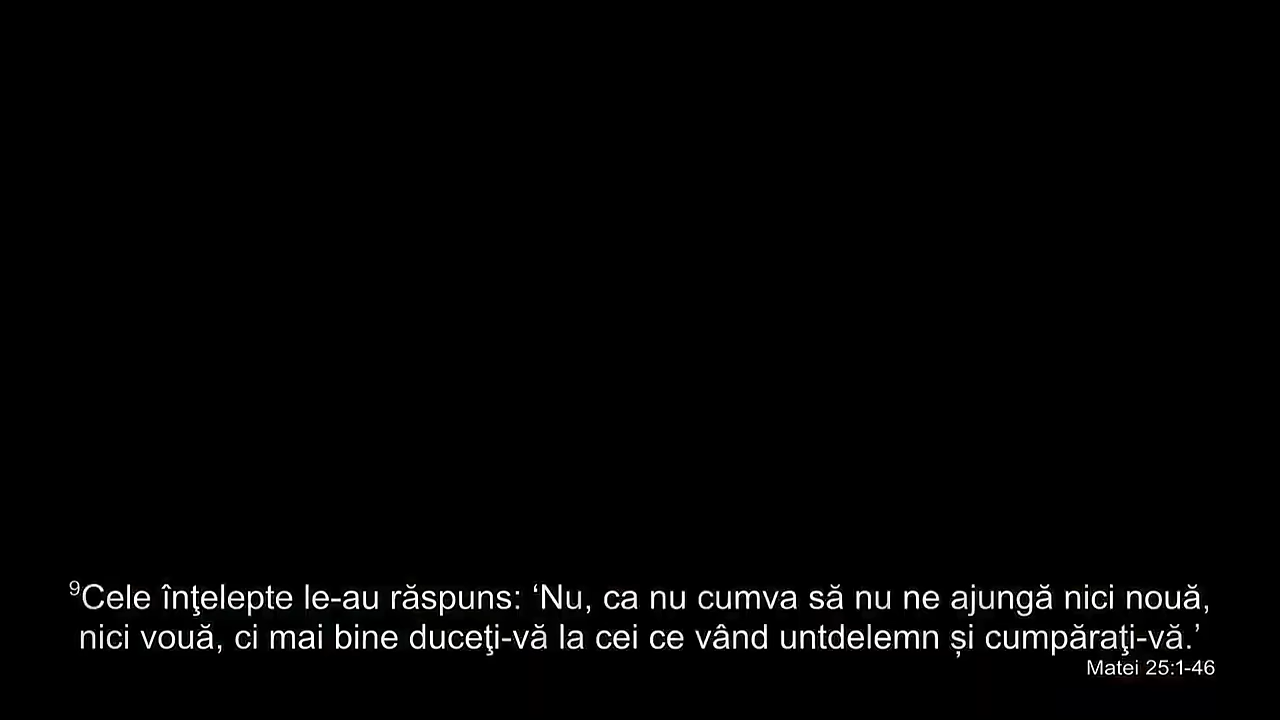 ⁹Cele înţelepte le-au răspuns: ‘Nu, ca nu cumva să nu ne ajungă nici nouă,
nici vouă, ci mai bine duceţi-vă la cei ce vând untdelemn și cumpăraţi-vă.’
Matei 25:1-46